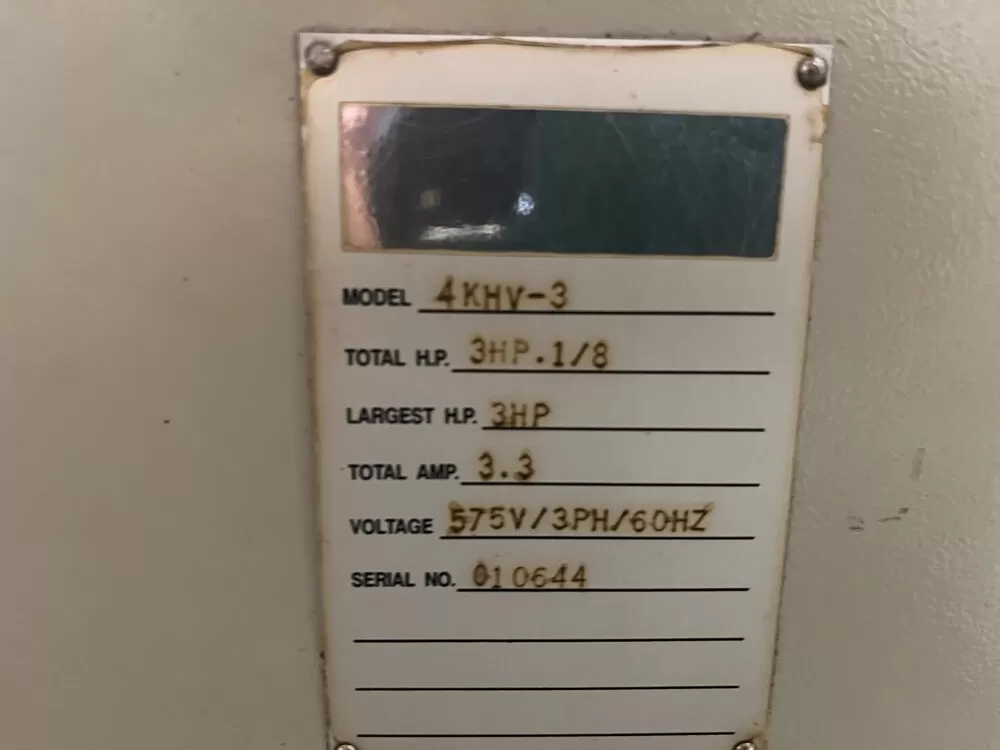 MODEL 4KHV-3
TOTAL H.P. 3HP.1/8
LARGEST H.P. 3HP
TOTAL AMP. 3.3
VOLTAGE 575V/3PH/60HZ
SERIAL NO. 010644